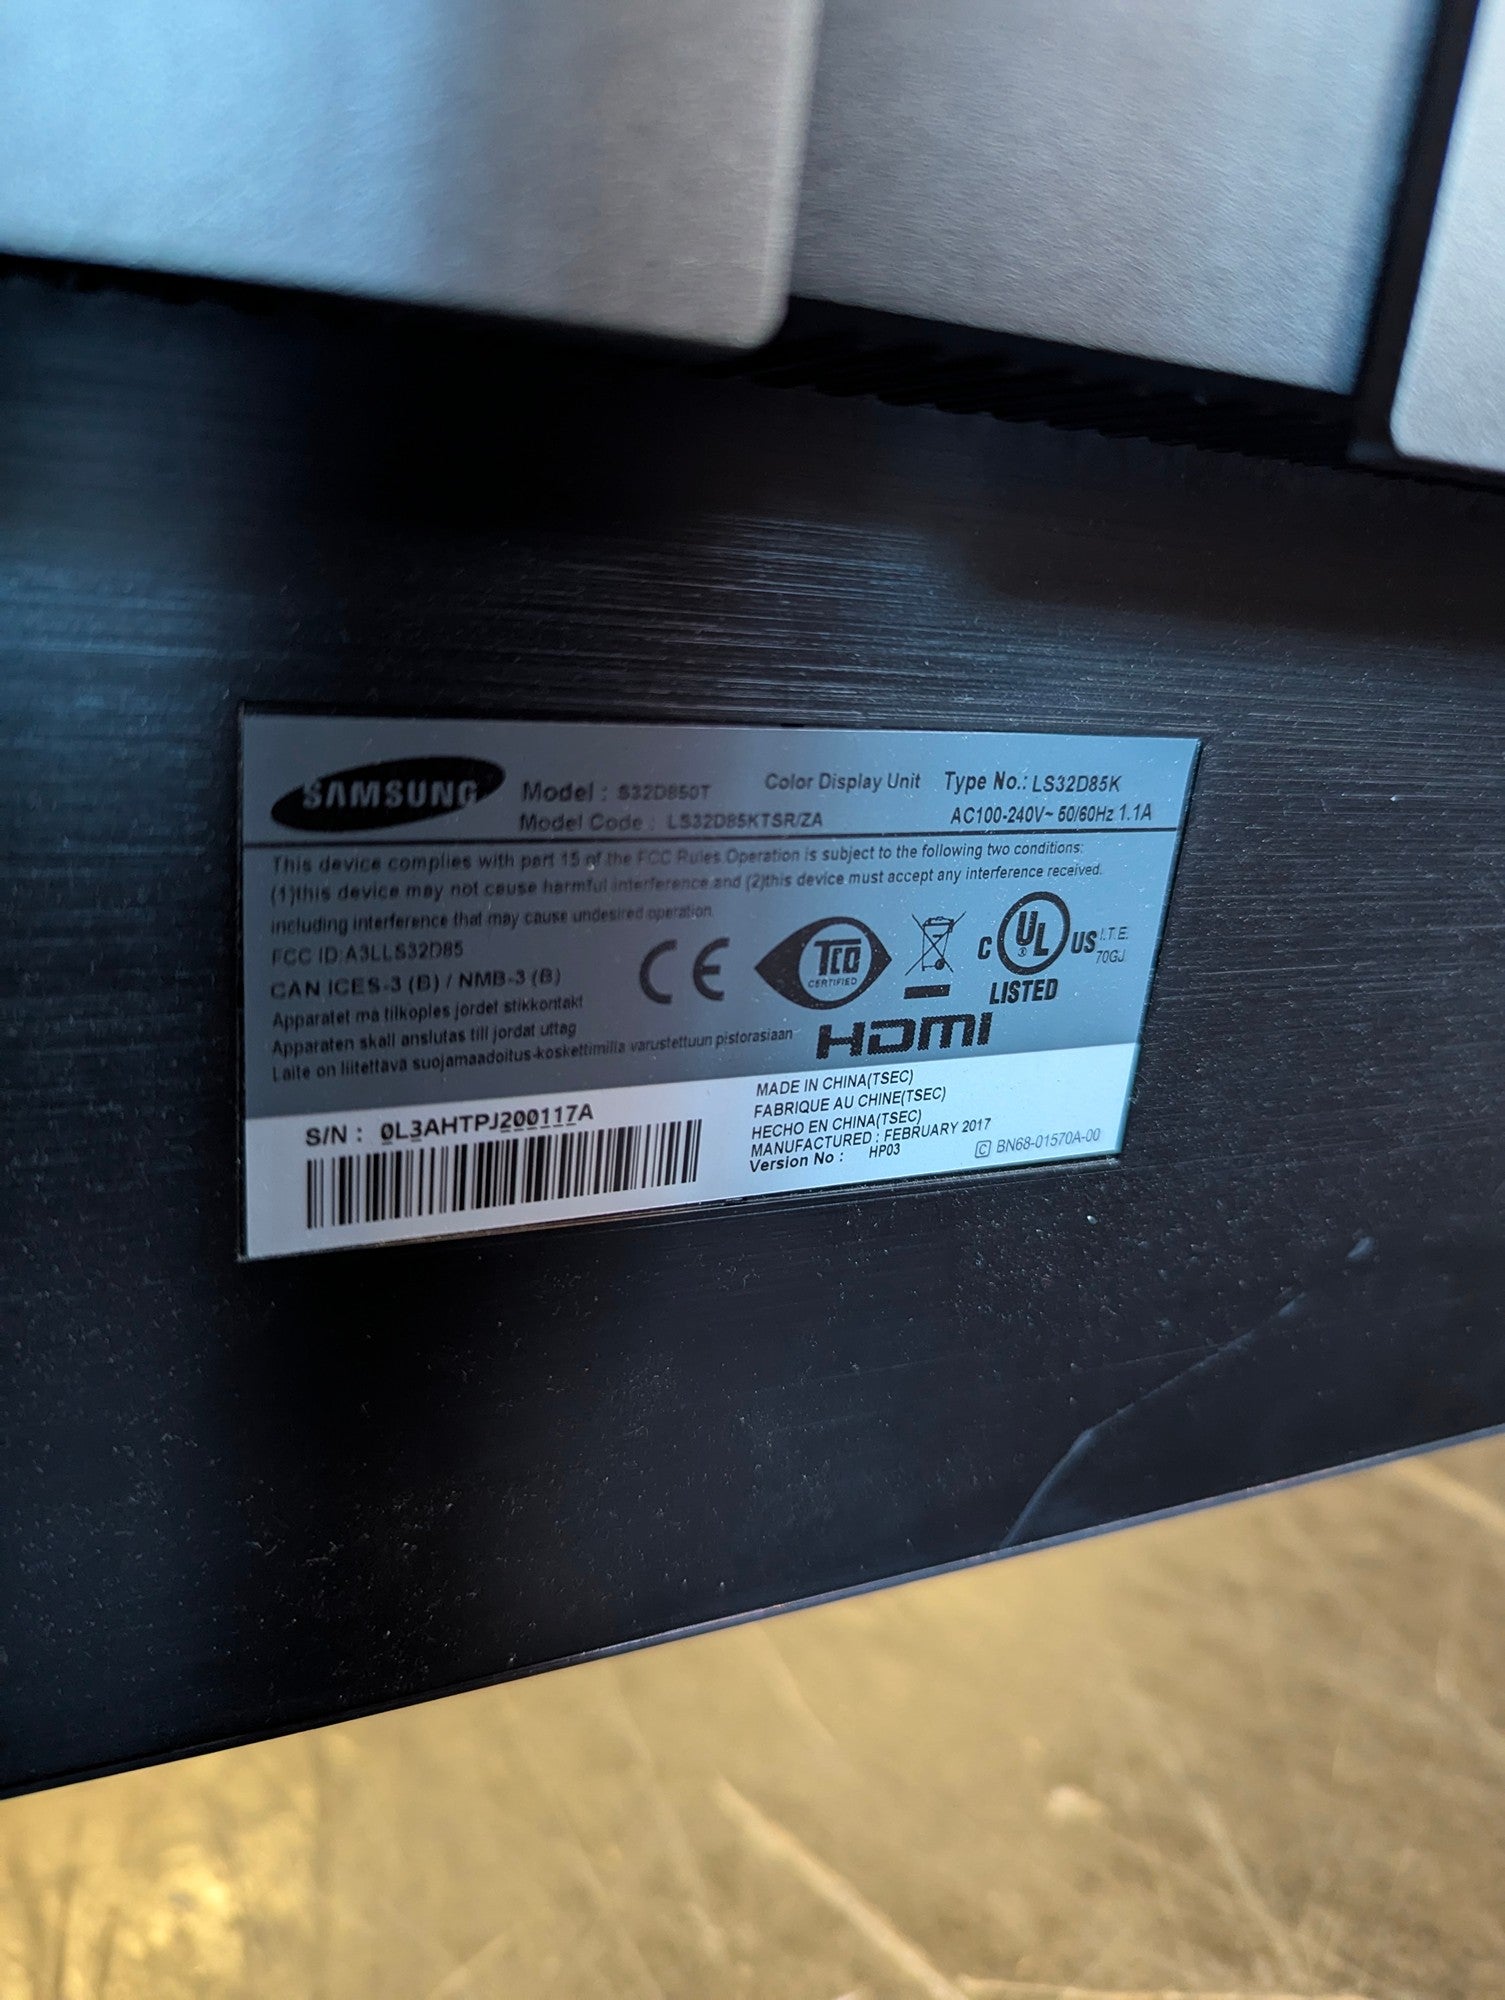 SAMSUNG
Model : S32D850T
Color Display Unit
Type No.: LS32D85K
Model Code : LS32D85KTSR/ZA
AC100-240V~ 50/60Hz 1.1A
This device complies with part 15 of the FCC Rules.Operation is subject to the following two conditions:
(1)this device may not cause harmful interference.and (2)this device must accept any interference received.
including interference that may cause undesired operation.
FCC ID:A3LLS32D85
CAN ICES-3 (B) / NMB-3 (B)
Apparatet må tilkoples jordet stikkontakt
Apparaten skall anslutas till jordat uttag
Laite on liitettävä suojamaadoitus-koskettimilla varustettuun pistorasiaan
CE
TCO
CERTIFIED
C UL US
LISTED
I.T.E.
70GJ
HDMI
S/N : 0L3AHTPJ200117A
MADE IN CHINA(TSEC)
FABRIQUE AU CHINE(TSEC)
HECHO EN CHINA(TSEC)
MANUFACTURED : FEBRUARY 2017
Version No : HP03
C BN68-01570A-00